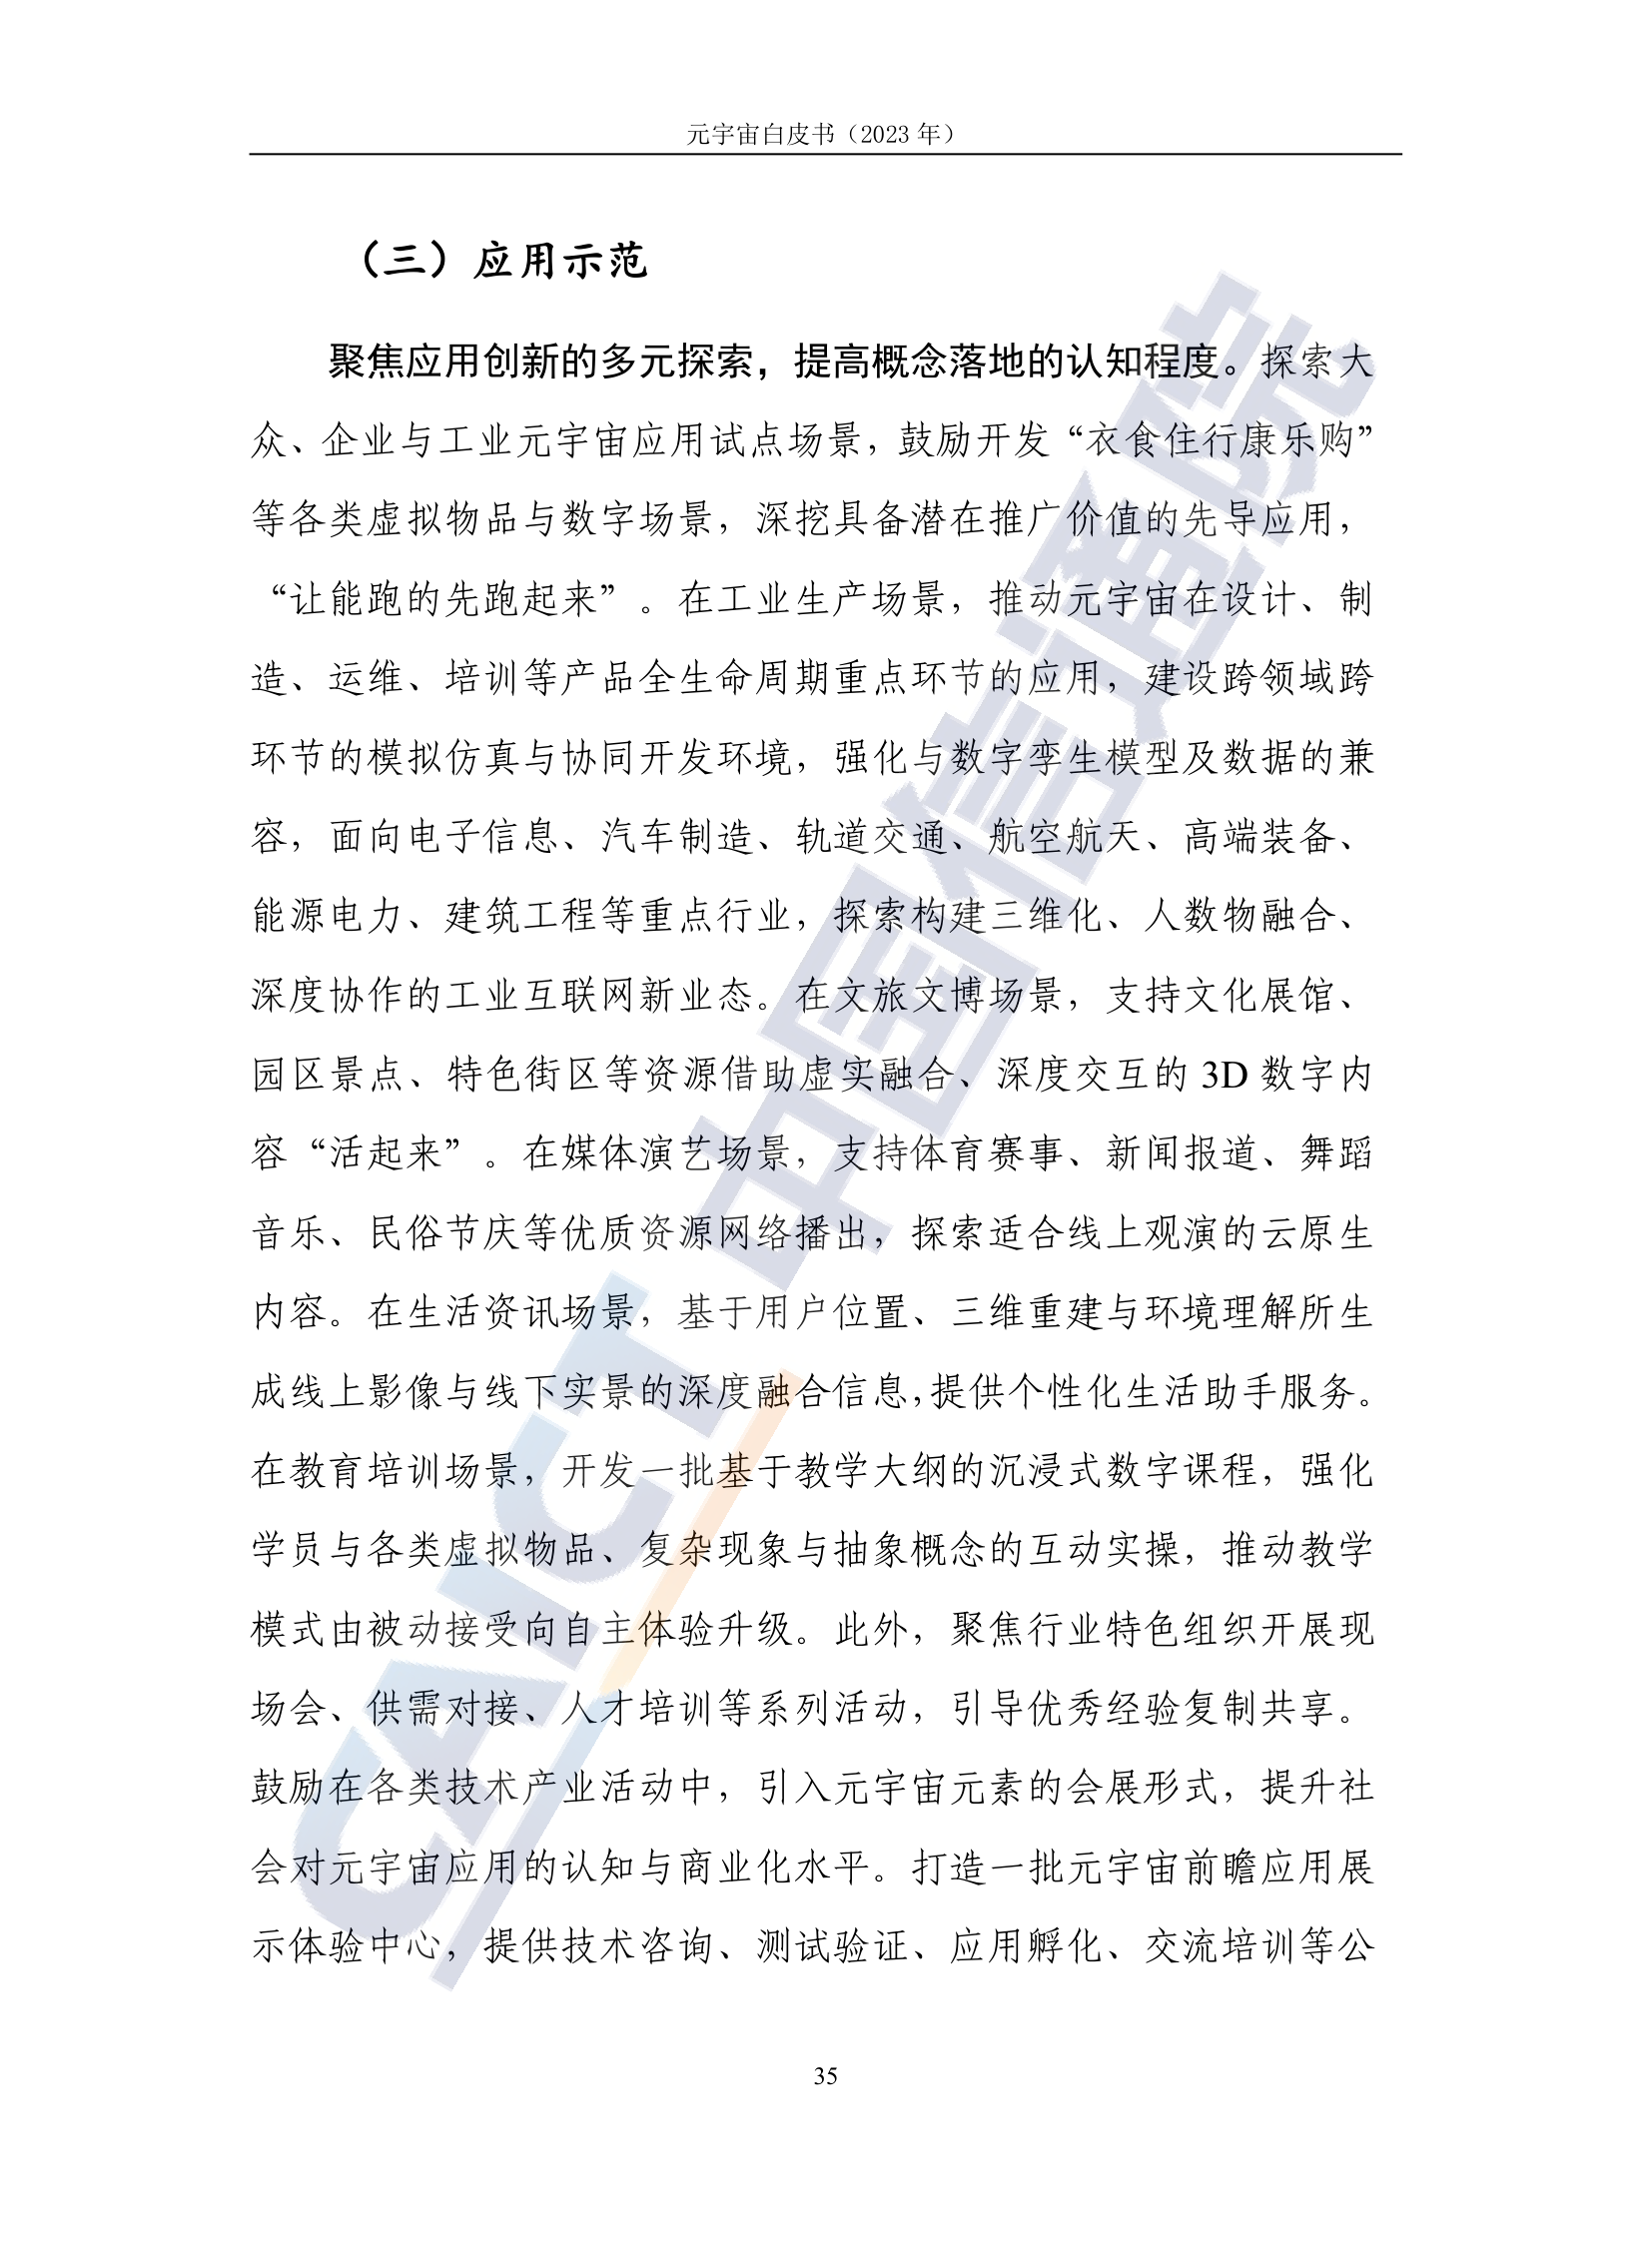 元宇宙白皮书（2023 年）
（三）应用示范
聚焦应用创新的多元探索，提高概念落地的认知程度。探索大
众、企业与工业元宇宙应用试点场景，鼓励开发“衣食住行康乐购”
等各类虚拟物品与数字场景，深挖具备潜在推广价值的先导应用，
“让能跑的先跑起来”。在工业生产场景，推动元宇宙在设计、制
造、运维、培训等产品全生命周期重点环节的应用，建设跨领域跨
环节的模拟仿真与协同开发环境，强化与数字孪生模型及数据的兼
容，面向电子信息、汽车制造、轨道交通、航空航天、高端装备、
能源电力、建筑工程等重点行业，探索构建三维化、人数物融合、
深度协作的工业互联网新业态。在文旅文博场景，支持文化展馆、
园区景点、特色街区等资源借助虚实融合、深度交互的 3D 数字内
容“活起来”。在媒体演艺场景，支持体育赛事、新闻报道、舞蹈
音乐、民俗节庆等优质资源网络播出，探索适合线上观演的云原生
内容。在生活资讯场景，基于用户位置、三维重建与环境理解所生
成线上影像与线下实景的深度融合信息，提供个性化生活助手服务。
在教育培训场景，开发一批基于教学大纲的沉浸式数字课程，强化
学员与各类虚拟物品、复杂现象与抽象概念的互动实操，推动教学
模式由被动接受向自主体验升级。此外，聚焦行业特色组织开展现
场会、供需对接、人才培训等系列活动，引导优秀经验复制共享。
鼓励在各类技术产业活动中，引入元宇宙元素的会展形式，提升社
会对元宇宙应用的认知与商业化水平。打造一批元宇宙前瞻应用展
示体验中心，提供技术咨询、测试验证、应用孵化、交流培训等公
35
CAICT 中国信通院